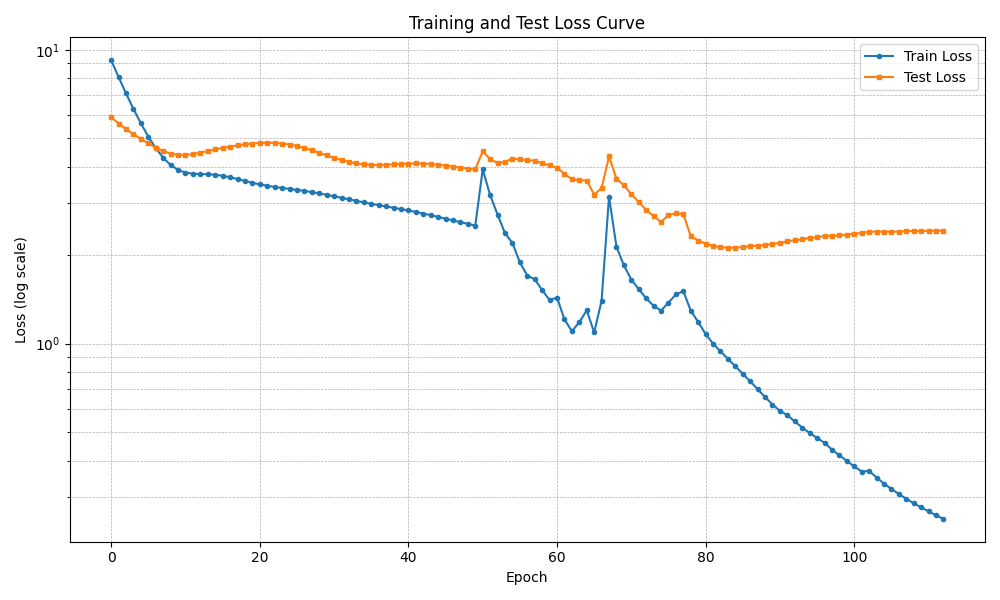 Training and Test Loss Curve
Train Loss
Test Loss
Loss (log scale)
10¹
10⁰
0 20 40 60 80 100
Epoch